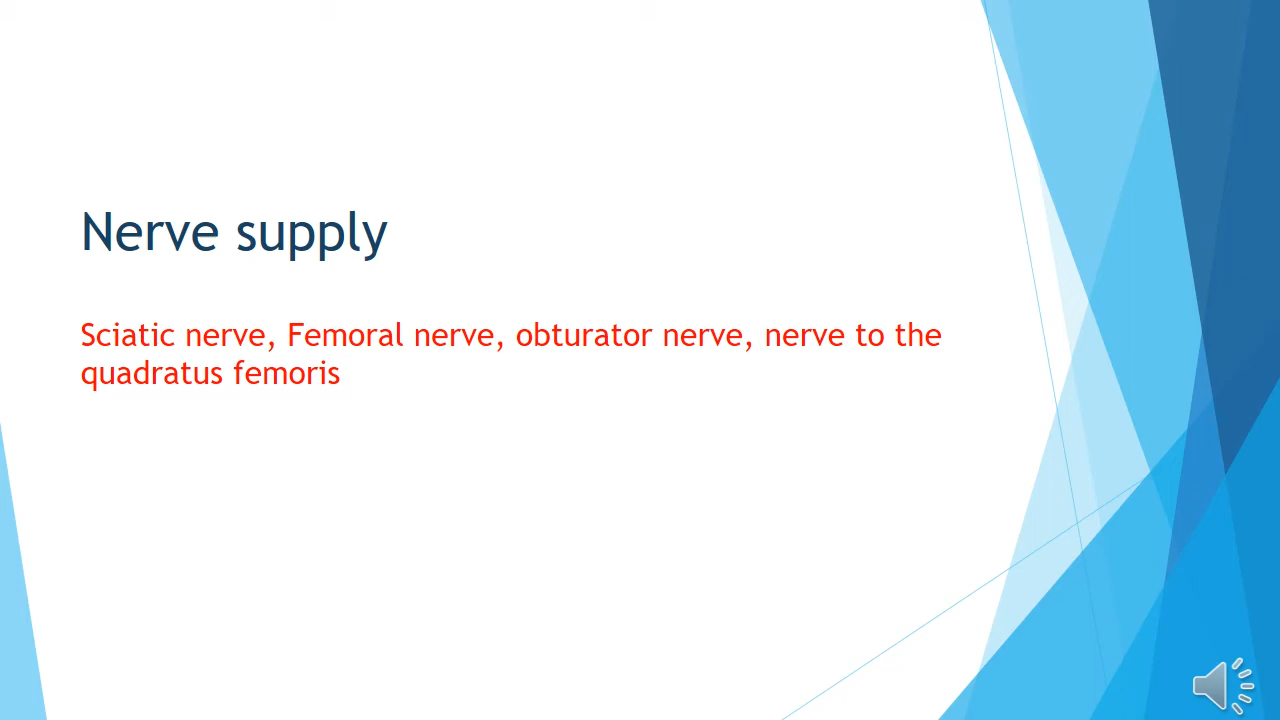 Nerve supply
Sciatic nerve, Femoral nerve, obturator nerve, nerve to the
quadratus femoris